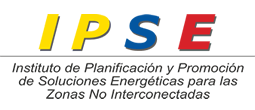 IPSE
Instituto de Planificación y Promoción
de Soluciones Energéticas para las
Zonas No Interconectadas